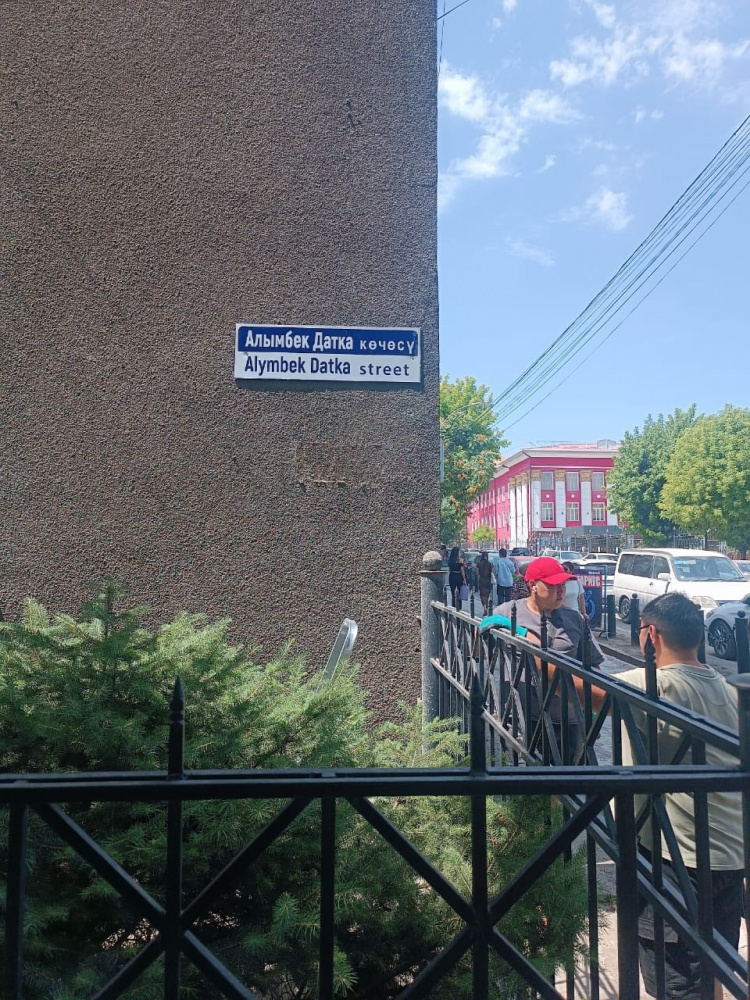 Алымбек Датка көчөсү
Alymbek Datka street